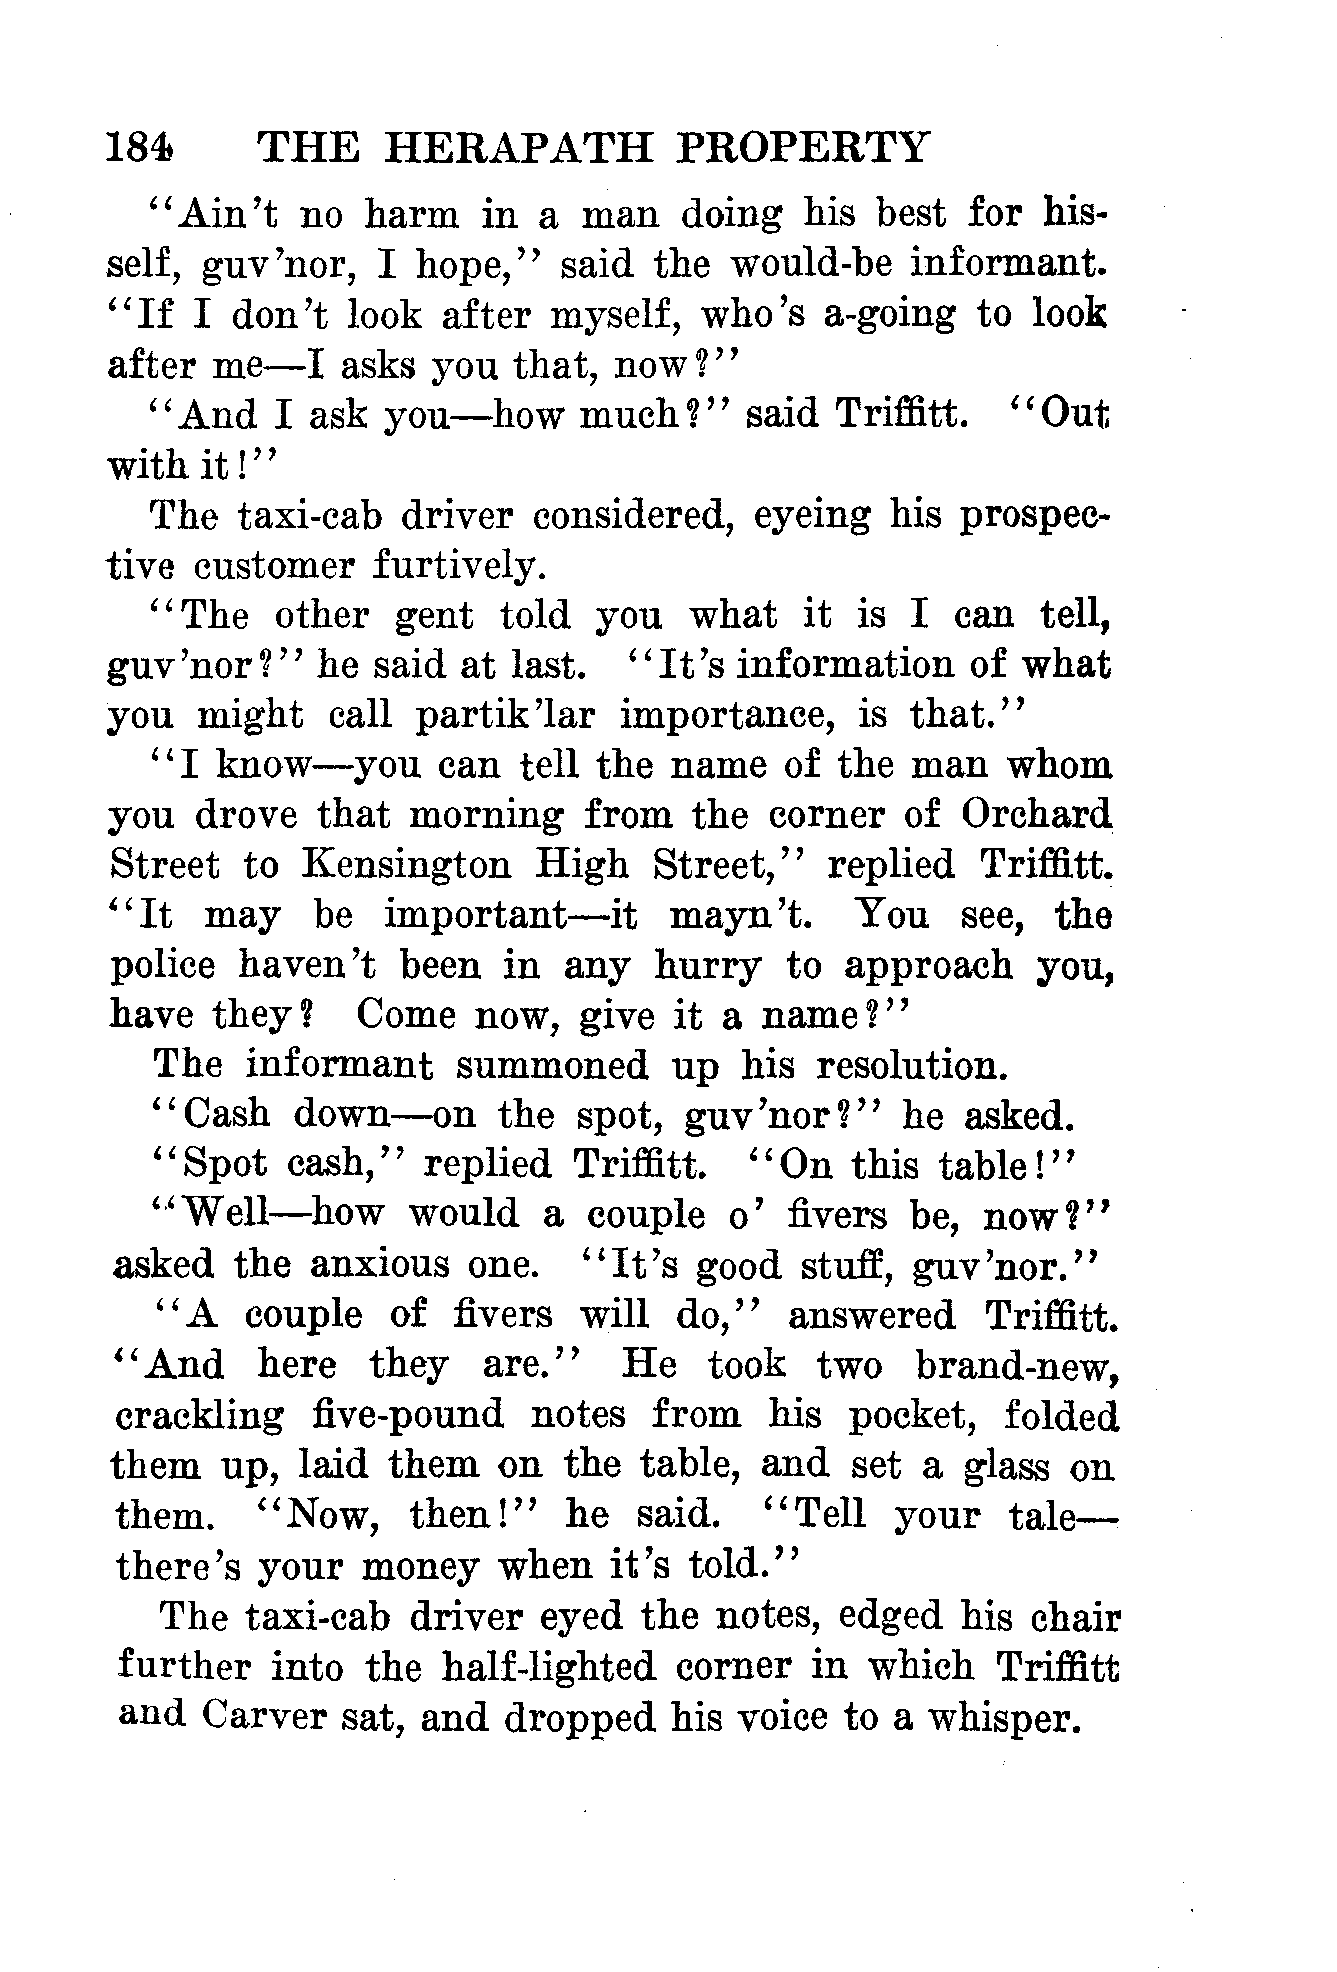 184 THE HERAPATH PROPERTY
"Ain't no harm in a man doing his best for his-
self, guv'nor, I hope," said the would-be informant.
"If I don't look after myself, who's a-going to look
after me—I asks you that, now?"
"And I ask you—how much?" said Triffitt. "Out
with it!"
The taxi-cab driver considered, eyeing his prospec-
tive customer furtively.
"The other gent told you what it is I can tell,
guv'nor?" he said at last. "It's information of what
you might call partik'lar importance, is that."
"I know—you can tell the name of the man whom
you drove that morning from the corner of Orchard
Street to Kensington High Street," replied Triffitt.
"It may be important—it mayn't. You see, the
police haven't been in any hurry to approach you,
have they? Come now, give it a name?"
The informant summoned up his resolution.
"Cash down—on the spot, guv'nor?" he asked.
"Spot cash," replied Triffitt. "On this table!"
"Well—how would a couple o' fivers be, now?"
asked the anxious one. "It's good stuff, guv'nor."
"A couple of fivers will do," answered Triffitt.
"And here they are." He took two brand-new,
crackling five-pound notes from his pocket, folded
them up, laid them on the table, and set a glass on
them. "Now, then!" he said. "Tell your tale—
there's your money when it's told."
The taxi-cab driver eyed the notes, edged his chair
further into the half-lighted corner in which Triffitt
and Carver sat, and dropped his voice to a whisper.